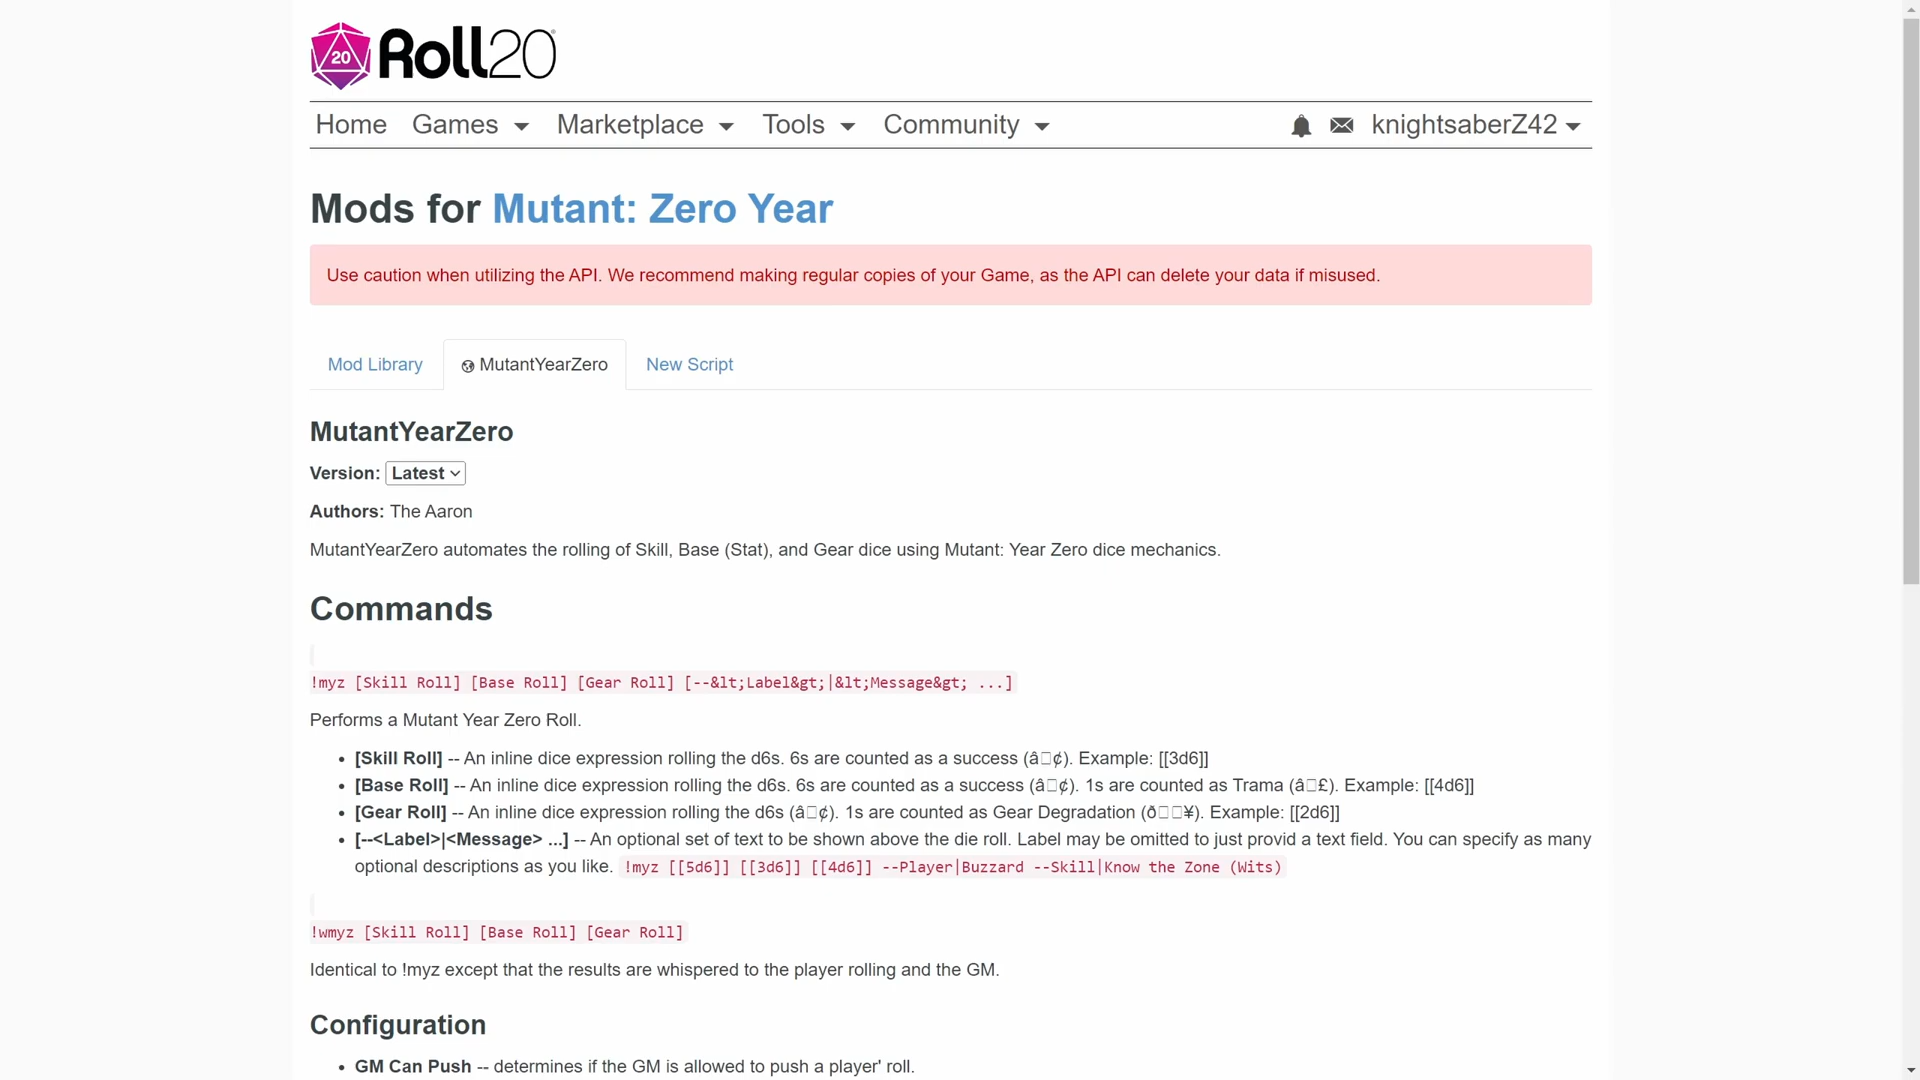 20 Roll20
Home Games Marketplace Tools Community knightsaberZ42
Mods for Mutant: Zero Year
Use caution when utilizing the API. We recommend making regular copies of your Game, as the API can delete your data if misused.
Mod Library MutantYearZero New Script
MutantYearZero
Version: Latest
Authors: The Aaron
MutantYearZero automates the rolling of Skill, Base (Stat), and Gear dice using Mutant: Year Zero dice mechanics.
Commands
!myz [Skill Roll] [Base Roll] [Gear Roll] [--&lt;Label&gt;|&lt;Message&gt; ...]
Performs a Mutant Year Zero Roll.
• [Skill Roll] -- An inline dice expression rolling the d6s. 6s are counted as a success (â□¢). Example: [[3d6]]
• [Base Roll] -- An inline dice expression rolling the d6s. 6s are counted as a success (â□¢). 1s are counted as Trama (â□£). Example: [[4d6]]
• [Gear Roll] -- An inline dice expression rolling the d6s (â□¢). 1s are counted as Gear Degradation (ð□□¥). Example: [[2d6]]
• [--<Label>|<Message> ...] -- An optional set of text to be shown above the die roll. Label may be omitted to just provid a text field. You can specify as many
optional descriptions as you like. !myz [[5d6]] [[3d6]] [[4d6]] --Player|Buzzard --Skill|Know the Zone (Wits)
!wmyz [Skill Roll] [Base Roll] [Gear Roll]
Identical to !myz except that the results are whispered to the player rolling and the GM.
Configuration
• GM Can Push -- determines if the GM is allowed to push a player' roll.